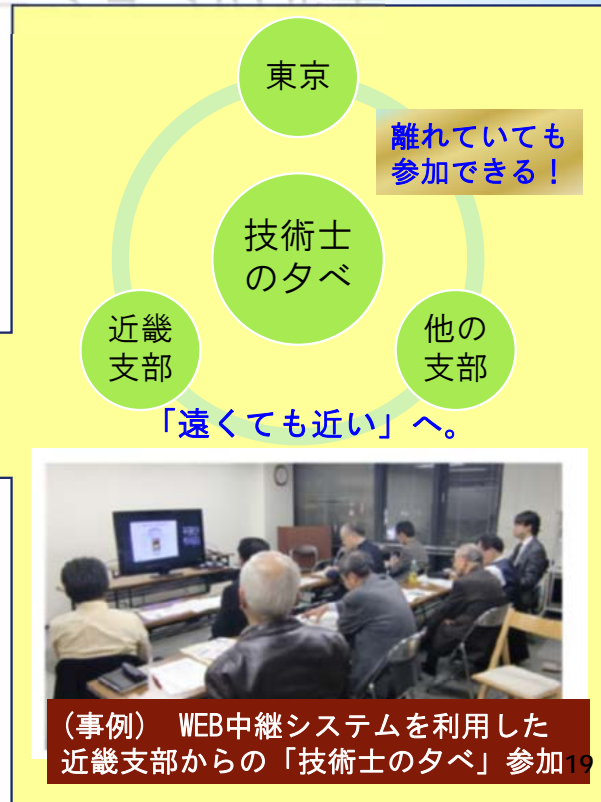 東京
離れていても
参加できる!
技術士
の夕べ
近畿
支部
他の
支部
「遠くても近い」へ。
(事例) WEB中継システムを利用した
近畿支部からの「技術士の夕べ」参加
19